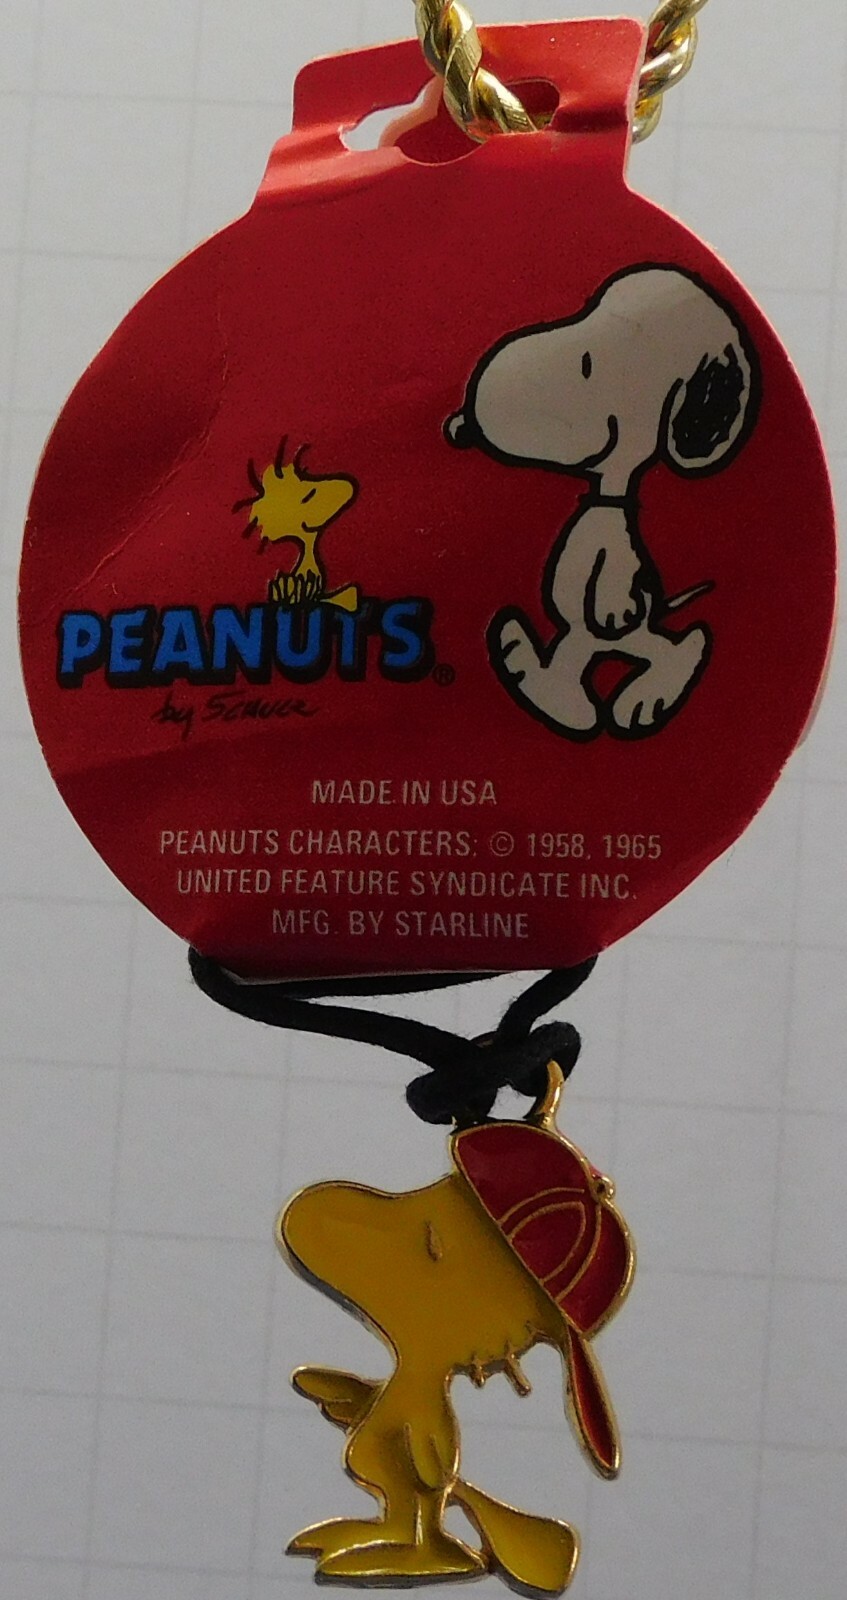 PEANUTS®
by Schulz
MADE IN USA
PEANUTS CHARACTERS: © 1958, 1965
UNITED FEATURE SYNDICATE INC.
MFG. BY STARLINE